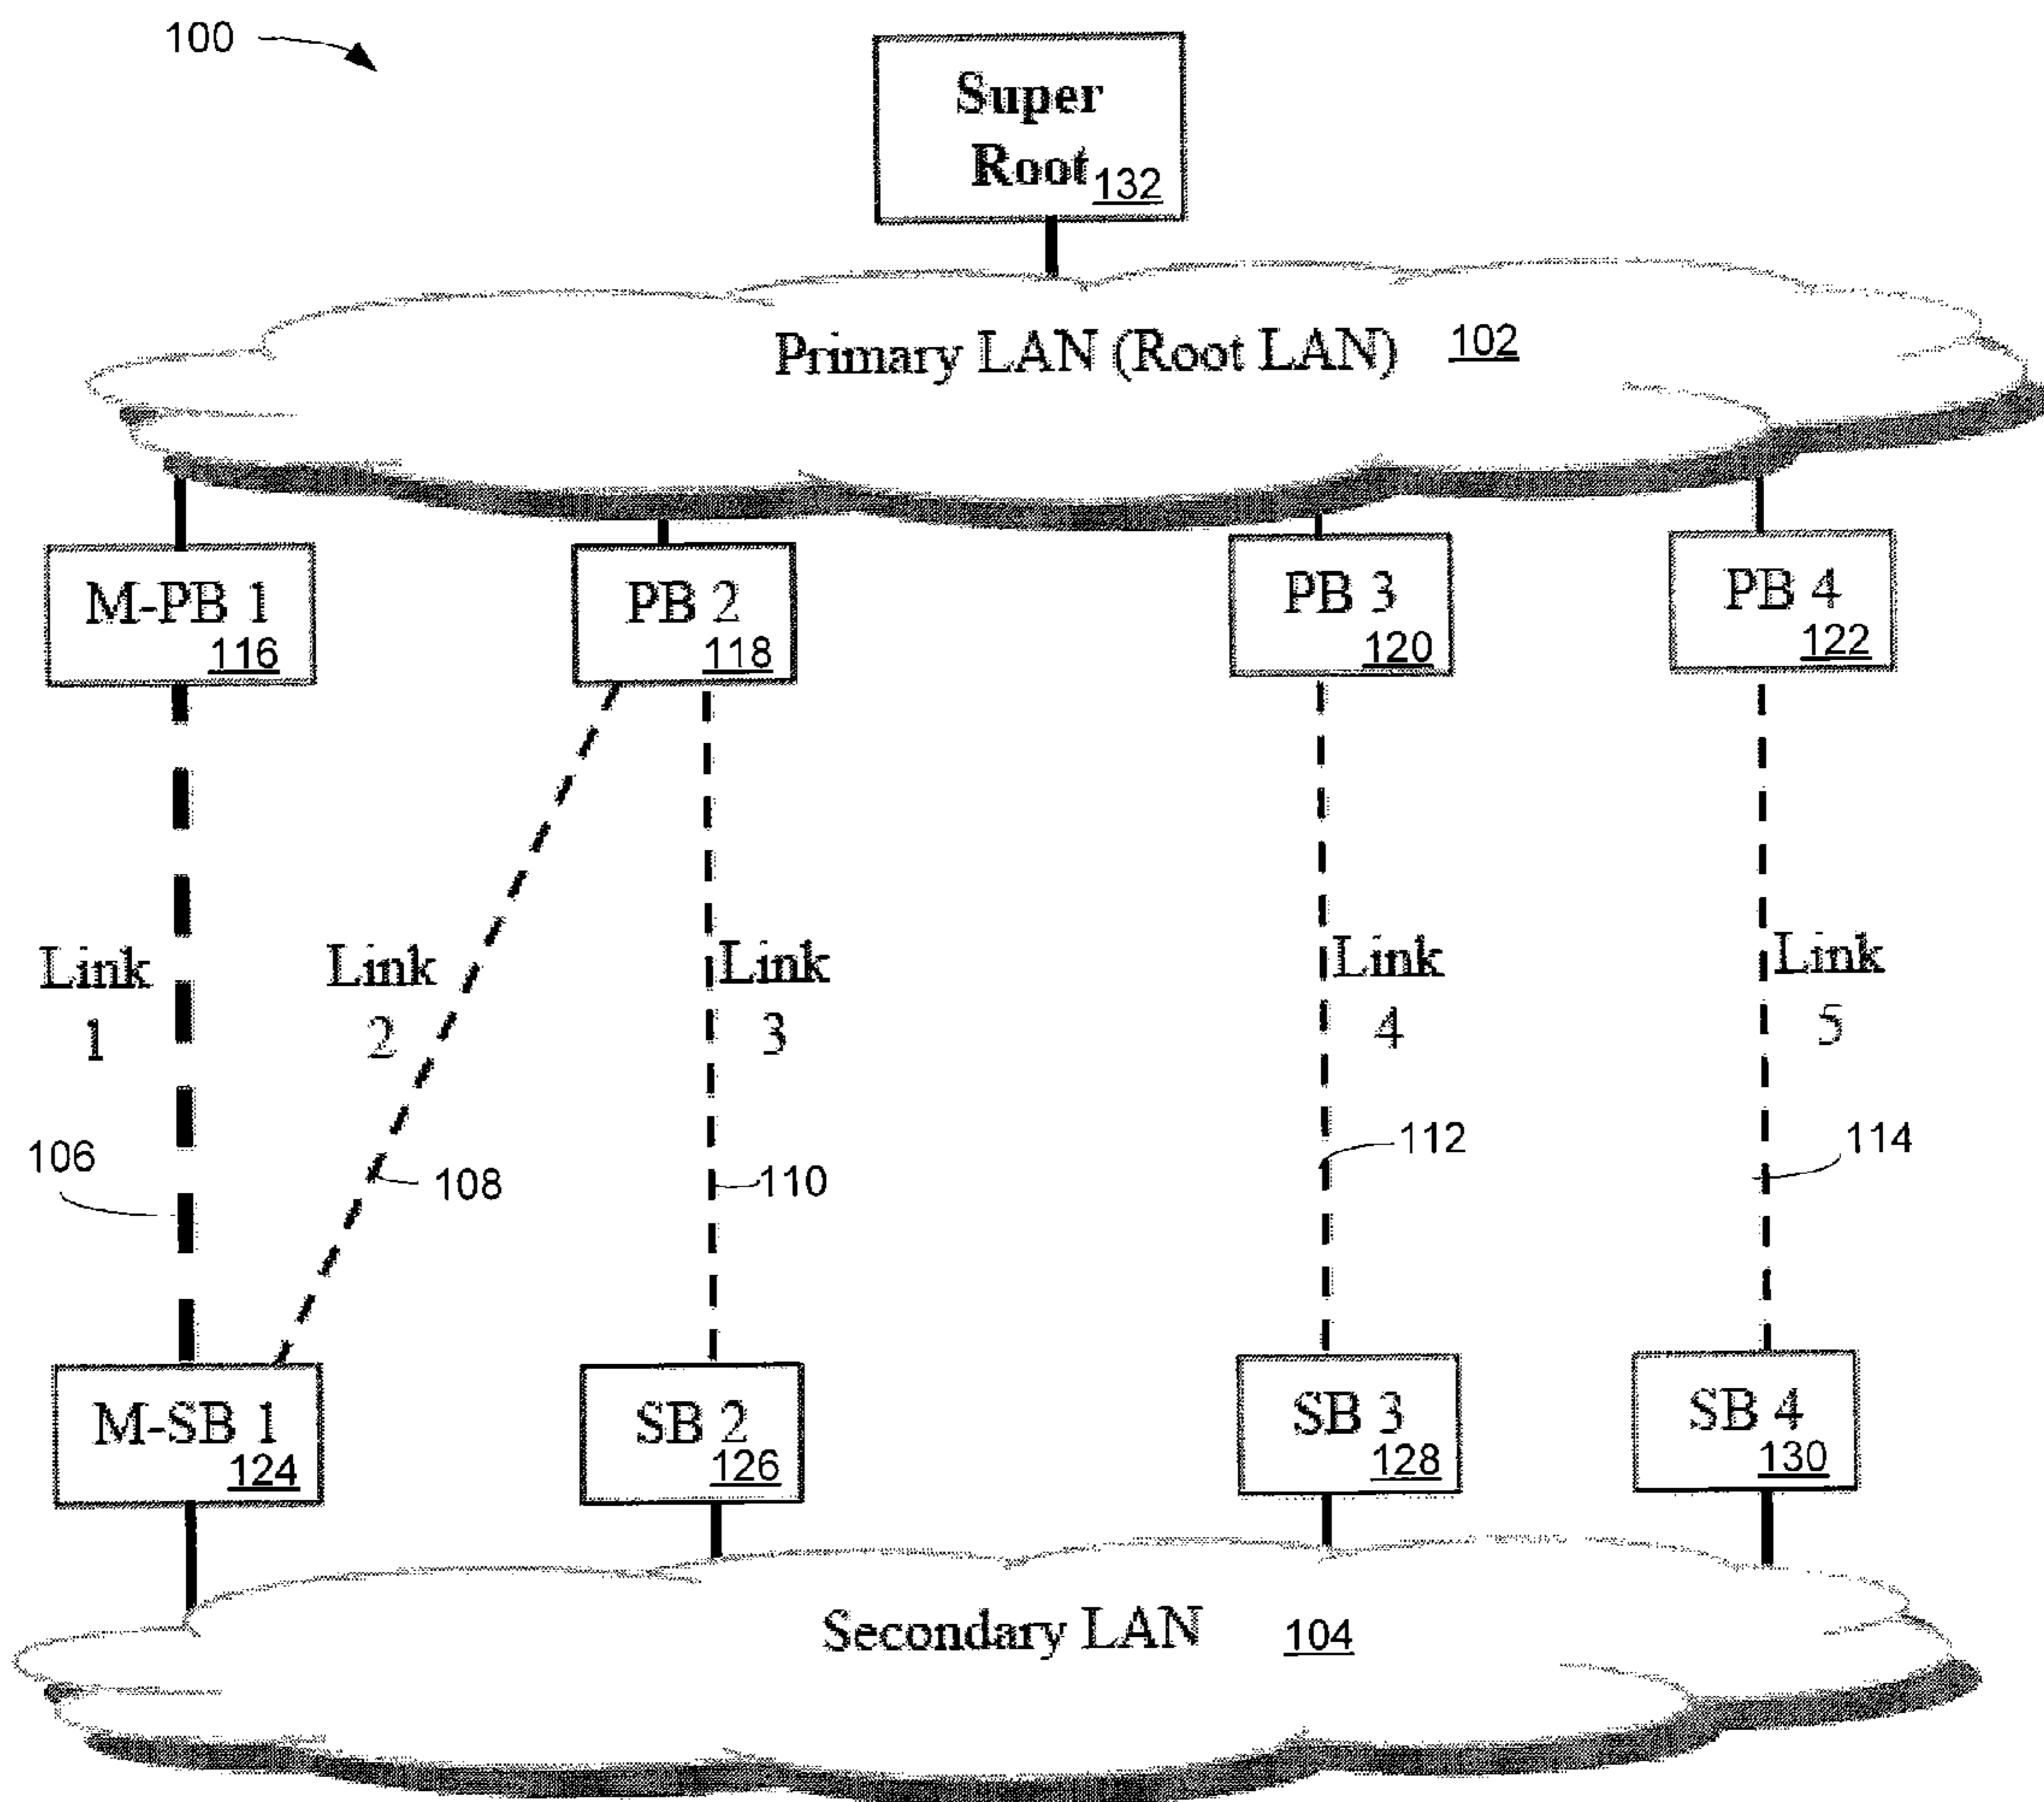 100
Super
Root 132
Primary LAN (Root LAN) 102
M-PB 1
116
PB 2
118
PB 3
120
PB 4
122
Link
1
Link
2
Link
3
Link
4
Link
5
106
108
110
112
114
M-SB 1
124
SB 2
126
SB 3
128
SB 4
130
Secondary LAN 104